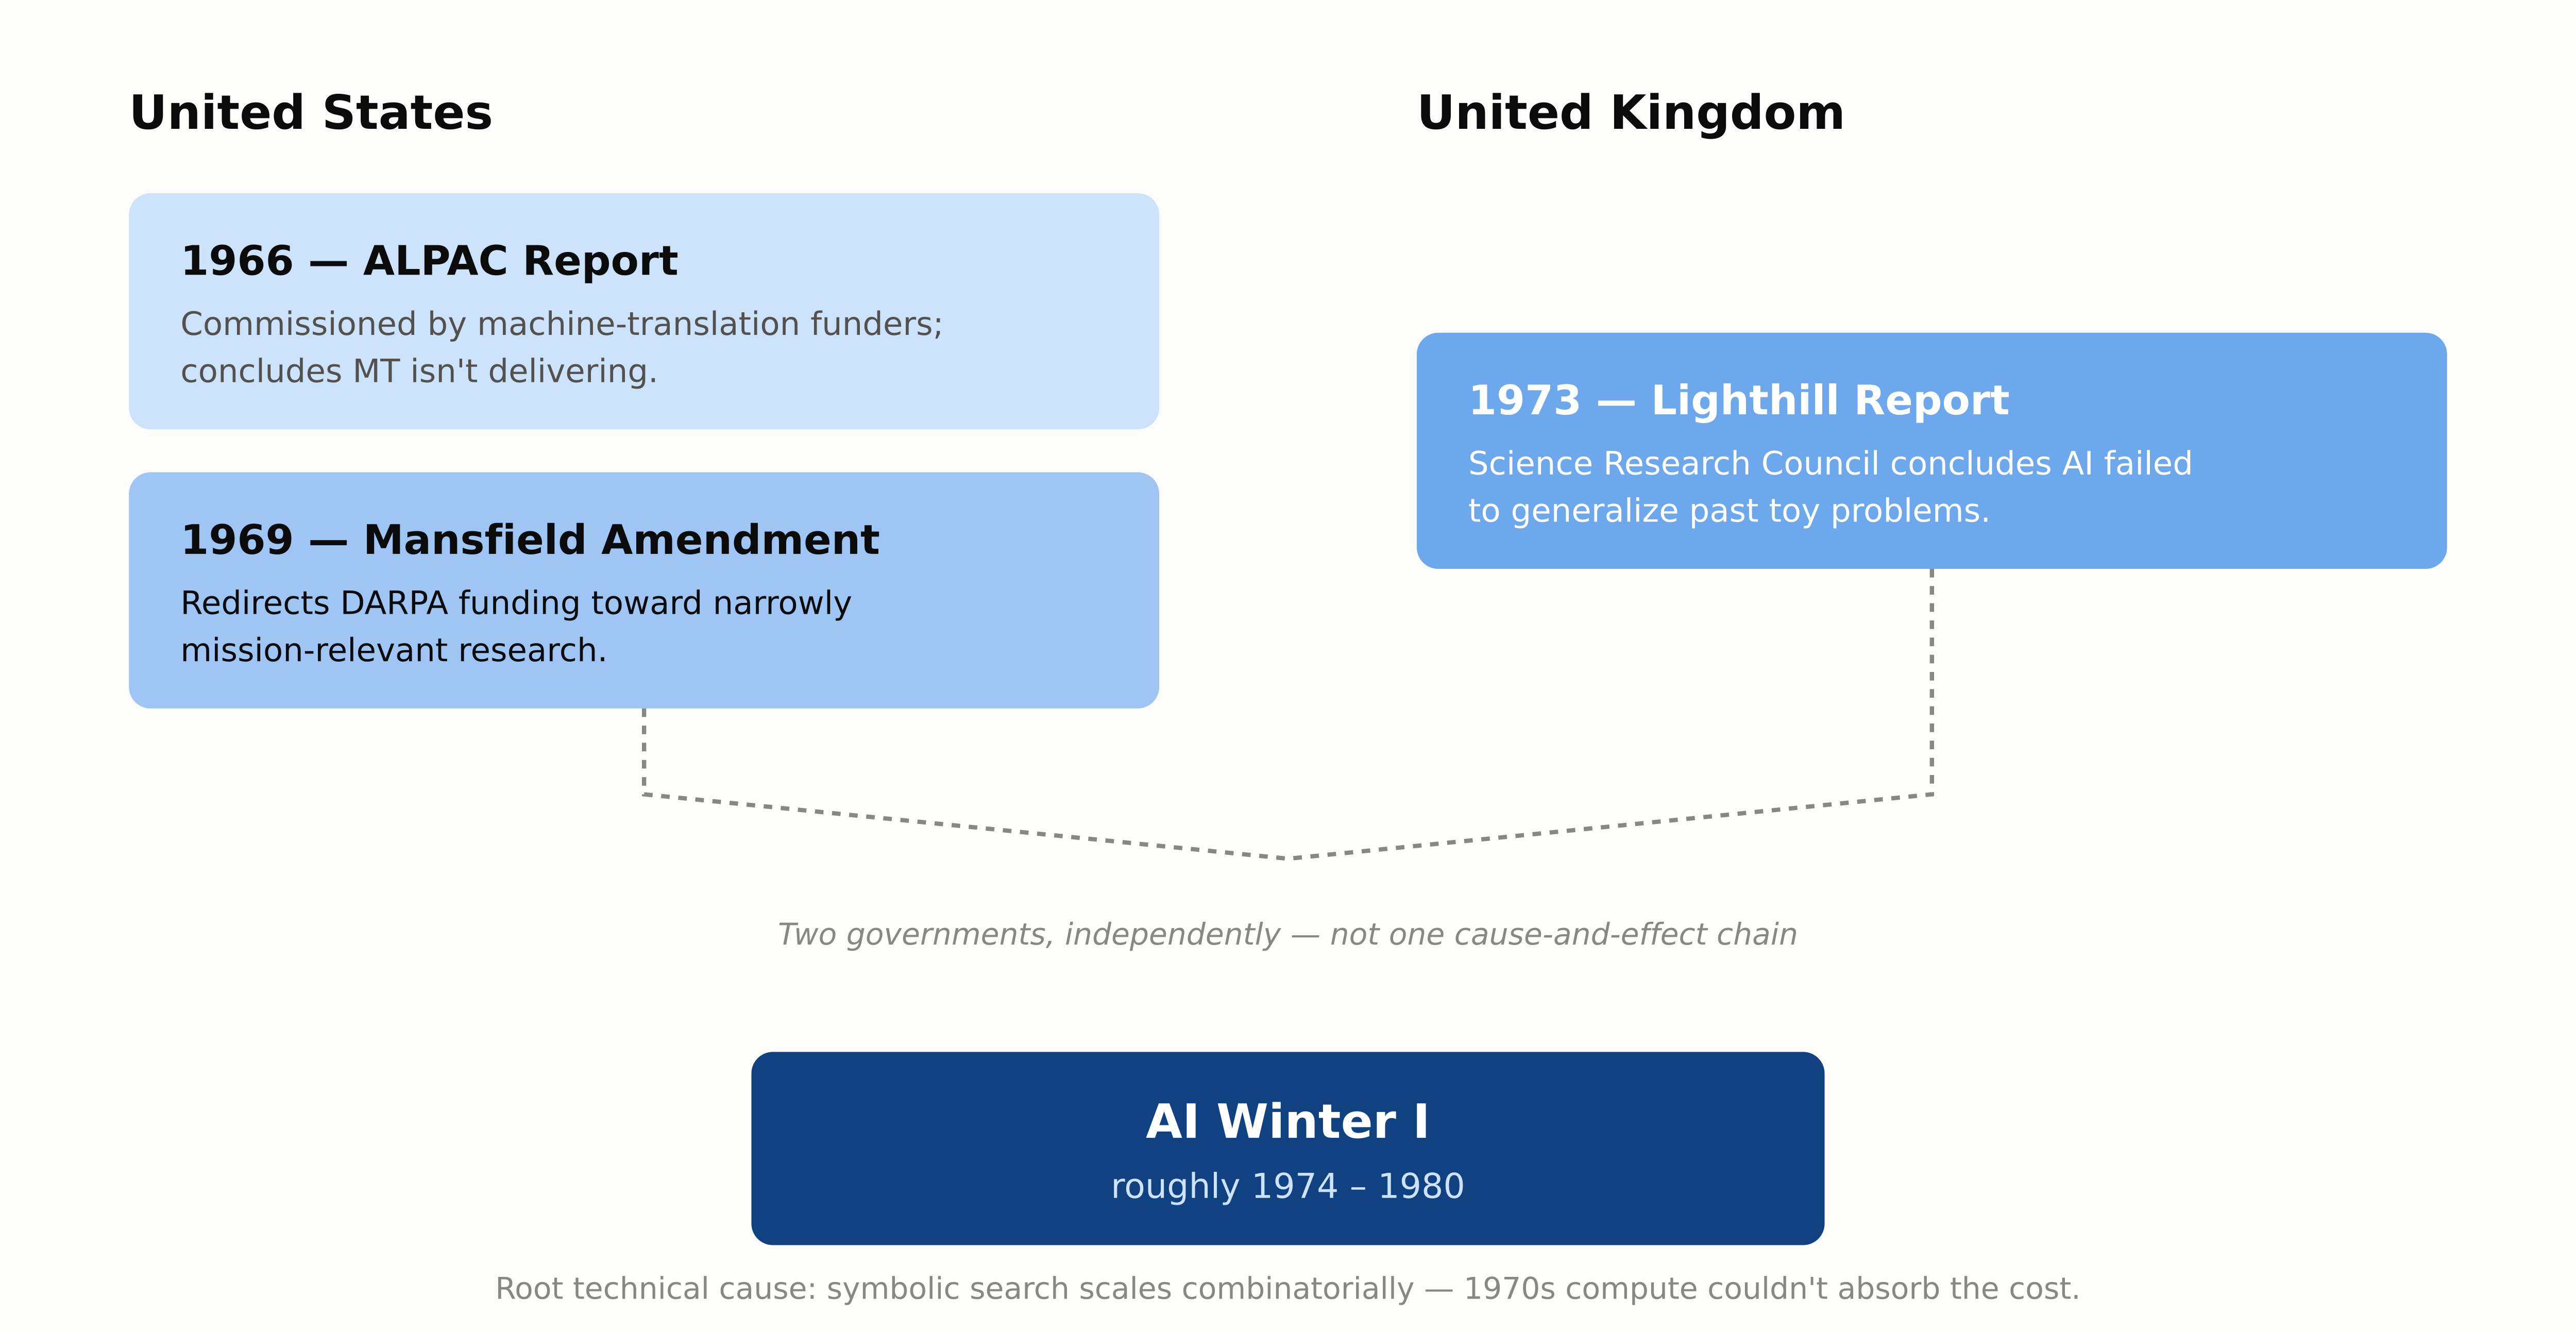 United States
1966 — ALPAC Report
Commissioned by machine-translation funders;
concludes MT isn't delivering.
1969 — Mansfield Amendment
Redirects DARPA funding toward narrowly
mission-relevant research.
United Kingdom
1973 — Lighthill Report
Science Research Council concludes AI failed
to generalize past toy problems.
Two governments, independently — not one cause-and-effect chain
AI Winter I
roughly 1974 – 1980
Root technical cause: symbolic search scales combinatorially — 1970s compute couldn't absorb the cost.